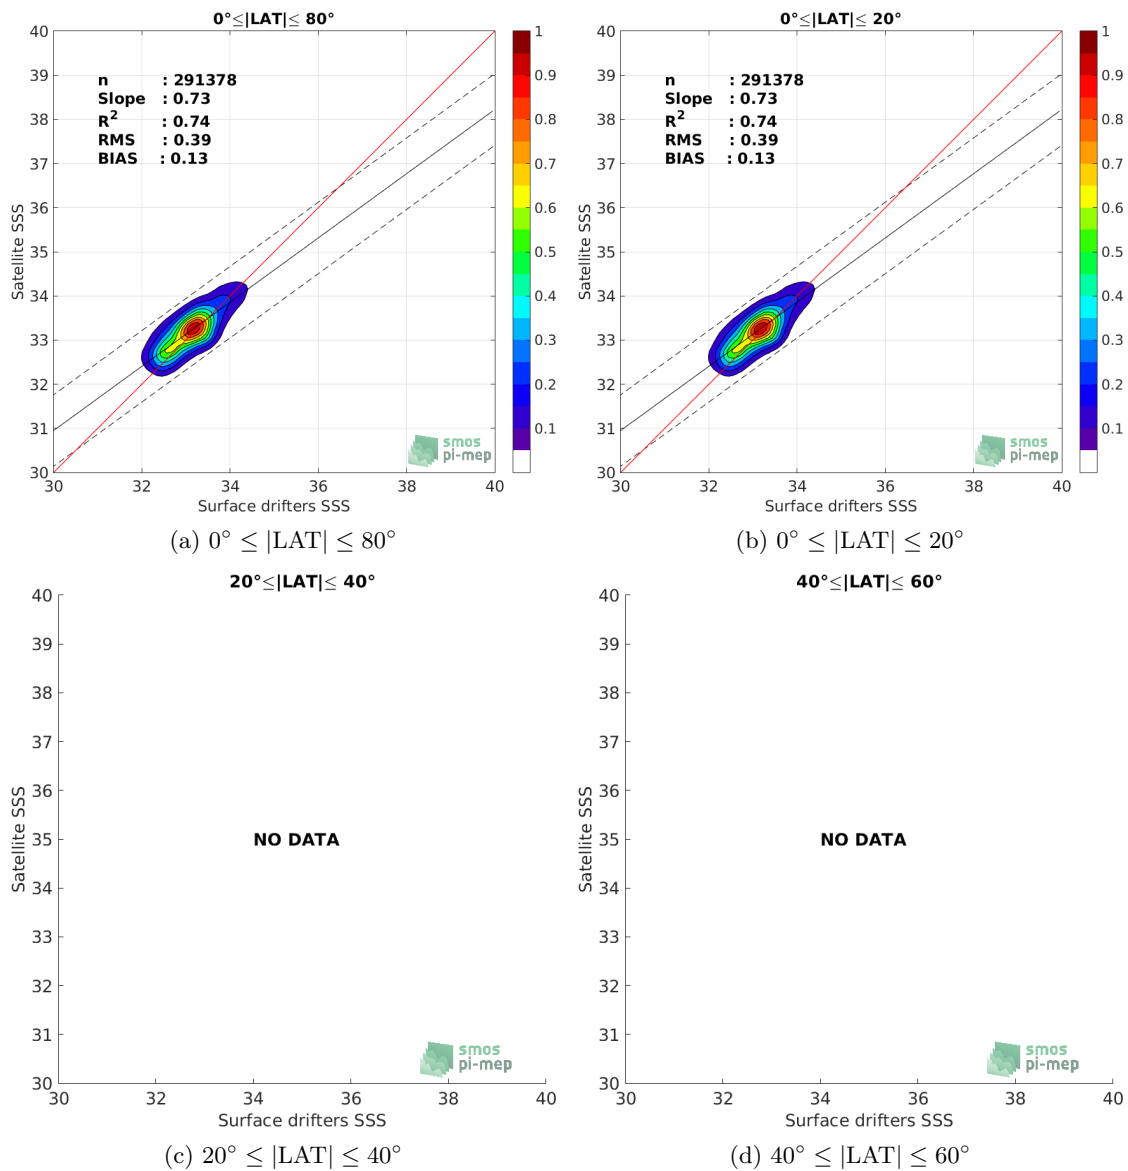 0°≤|LAT|≤ 80°
40
39
38
37
36
35
34
33
32
31
30
Satellite SSS
n : 291378
Slope : 0.73
R2 : 0.74
RMS : 0.39
BIAS : 0.13
smos
pi-mep
30 32 34 36 38 40
Surface drifters SSS
1
0.9
0.8
0.7
0.6
0.5
0.4
0.3
0.2
0.1
(a) 0° ≤ |LAT| ≤ 80°
0°≤|LAT|≤ 20°
40
39
38
37
36
35
34
33
32
31
30
Satellite SSS
n : 291378
Slope : 0.73
R2 : 0.74
RMS : 0.39
BIAS : 0.13
smos
pi-mep
30 32 34 36 38 40
Surface drifters SSS
1
0.9
0.8
0.7
0.6
0.5
0.4
0.3
0.2
0.1
(b) 0° ≤ |LAT| ≤ 20°
20°≤|LAT|≤ 40°
40
39
38
37
36
35
34
33
32
31
30
Satellite SSS
NO DATA
smos
pi-mep
30 32 34 36 38 40
Surface drifters SSS
(c) 20° ≤ |LAT| ≤ 40°
40°≤|LAT|≤ 60°
40
39
38
37
36
35
34
33
32
31
30
Satellite SSS
NO DATA
smos
pi-mep
30 32 34 36 38 40
Surface drifters SSS
(d) 40° ≤ |LAT| ≤ 60°